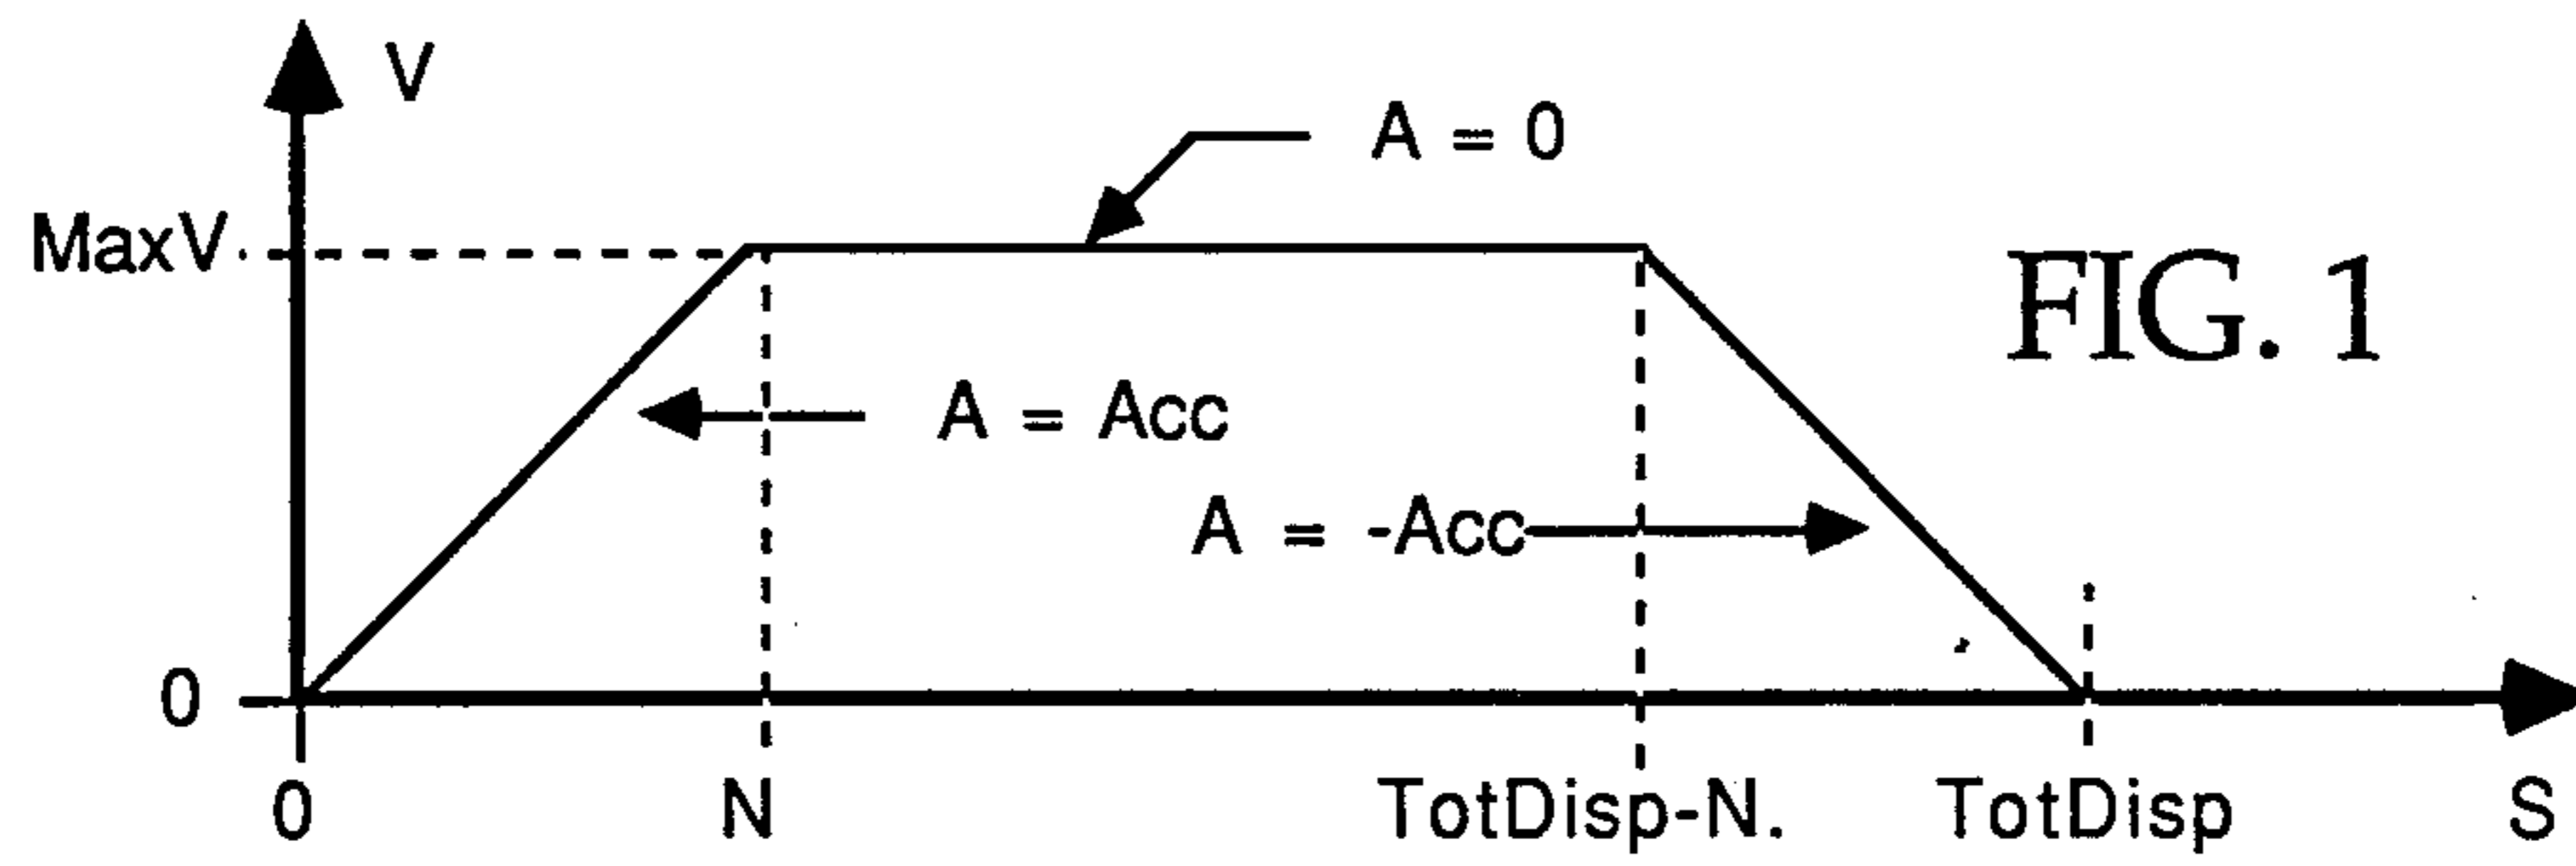 V
A = 0
MaxV
FIG. 1
A = Acc
A = -Acc
0
0
N
TotDisp-N.
TotDisp
S